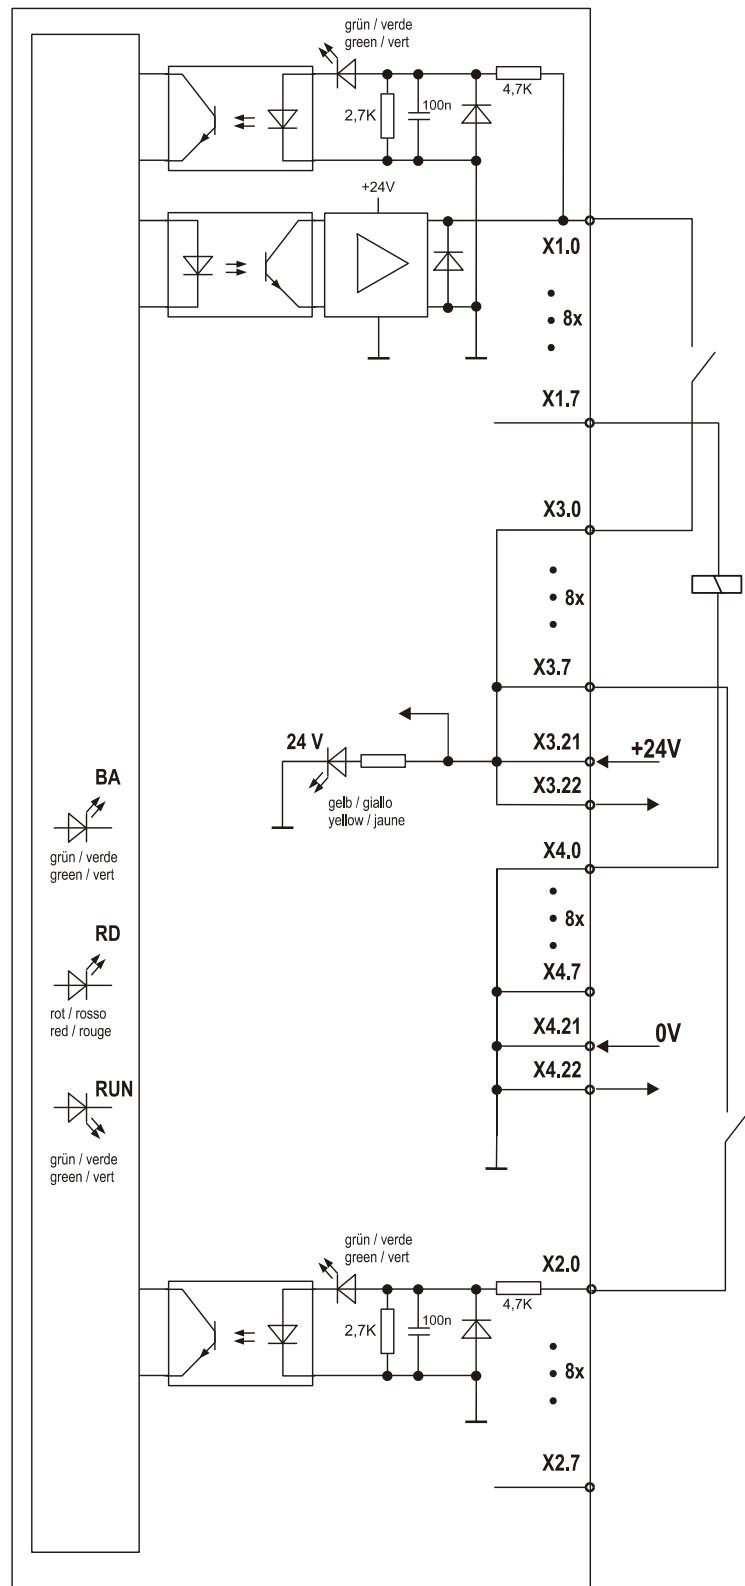 grün / verde
green / vert
4,7K
2,7K
100n
+24V
X1.0
8x
X1.7
X3.0
8x
X3.7
24 V
X3.21
+24V
gelb / giallo
yellow / jaune
X3.22
BA
grün / verde
green / vert
X4.0
8x
RD
rot / rosso
red / rouge
X4.7
X4.21
0V
X4.22
RUN
grün / verde
green / vert
grün / verde
green / vert
X2.0
4,7K
2,7K
100n
8x
X2.7